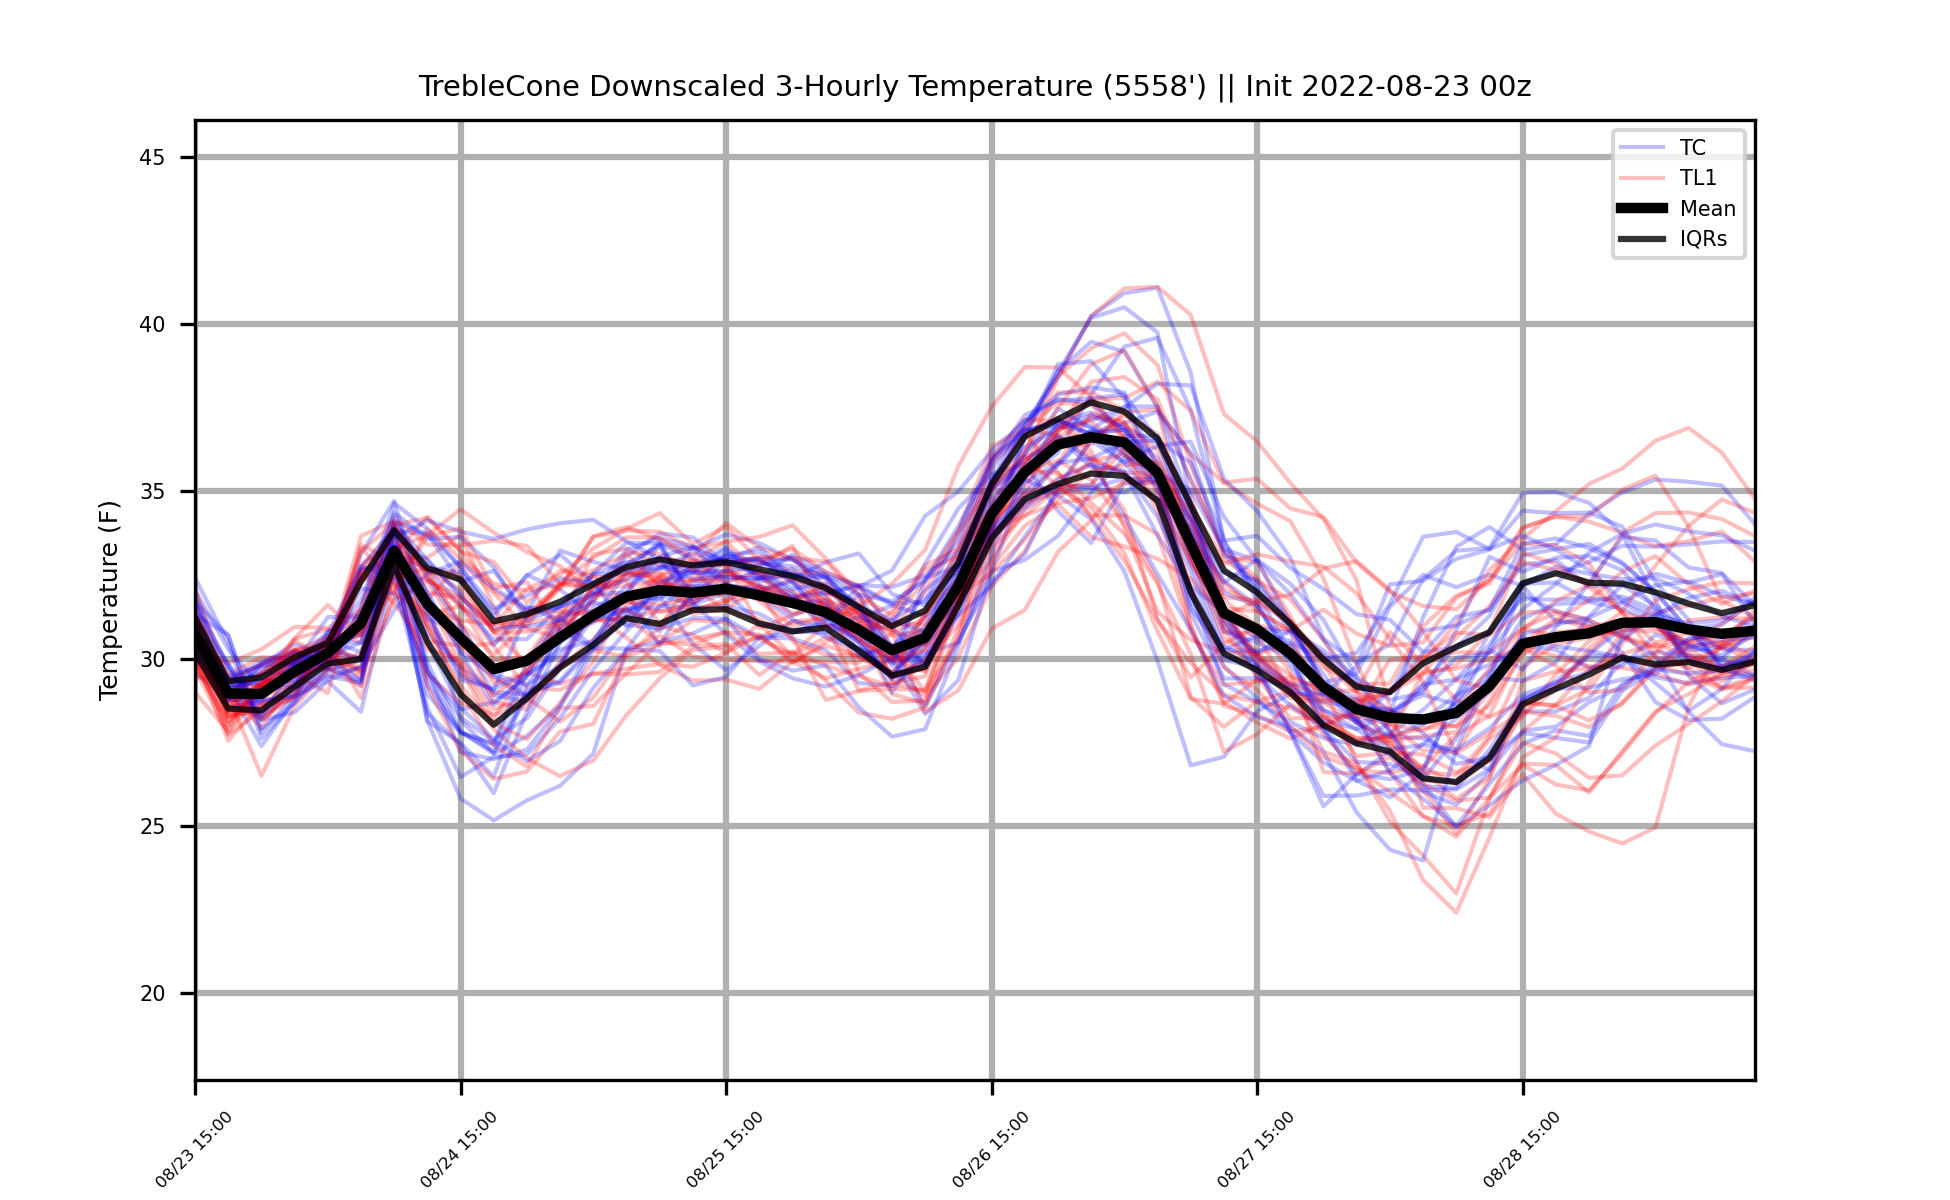 TrebleCone Downscaled 3-Hourly Temperature (5558') || Init 2022-08-23 00z
TC
TL1
Mean
IQRs
Temperature (F)
45
40
35
30
25
20
08/23 15:00
08/24 15:00
08/25 15:00
08/26 15:00
08/27 15:00
08/28 15:00